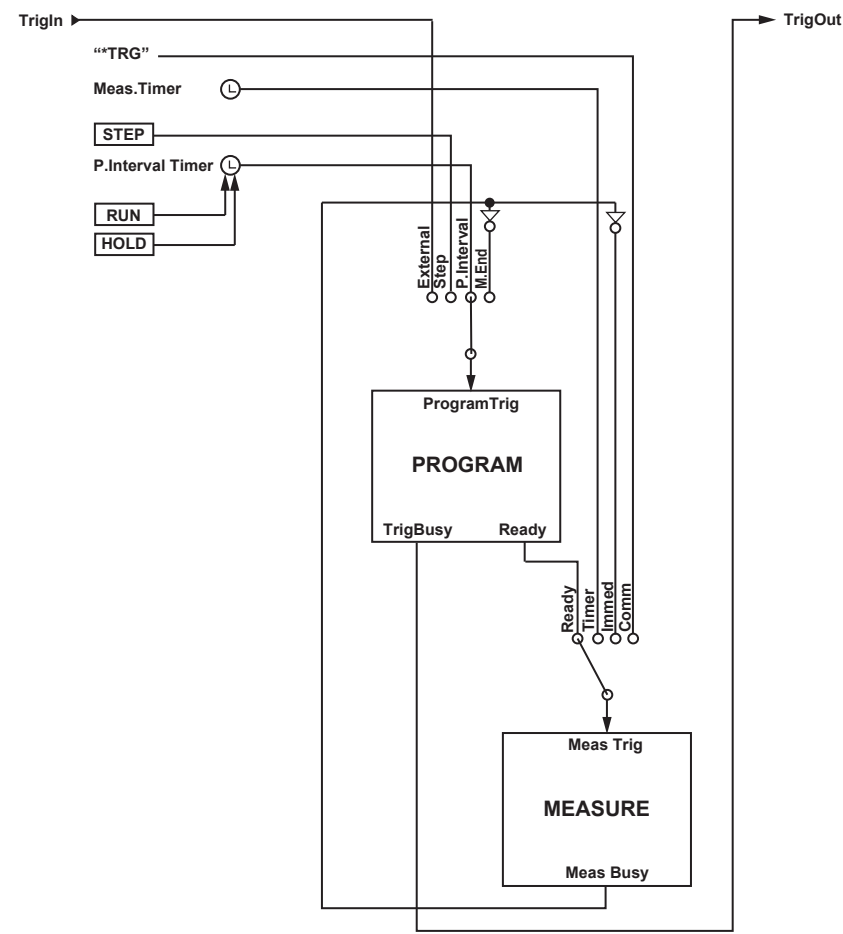 TrigIn
TrigOut
“*TRG”
Meas.Timer
STEP
P.Interval Timer
RUN
HOLD
External
Step
P.Interval
M.End
ProgramTrig
PROGRAM
TrigBusy
Ready
Ready
Timer
Immed
Comm
Meas Trig
MEASURE
Meas Busy